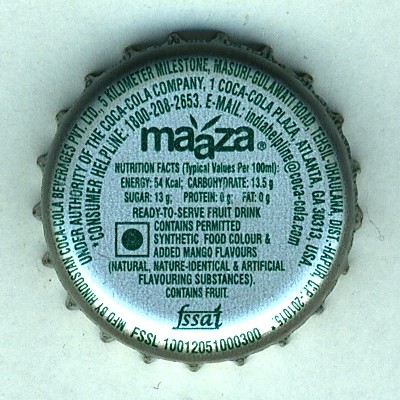 MFD BY HINDUSTAN COCA-COLA BEVERAGES PVT. LTD. 5 KILOMETER MILESTONE, MASURI-GULAWATI ROAD, TEHSIL-DHAULANA, DIST.-HAPUR, U.P.-201015.
UNDER AUTHORITY OF THE COCA-COLA COMPANY, 1 COCA-COLA PLAZA, ATLANTA, GA 30313, USA.
*CONSUMER HELPLINE: 1800-208-2653. E-MAIL: indiahelpline@coca-cola.com
maaza®
NUTRITION FACTS (Typical Values Per 100ml):
ENERGY: 54 Kcal; CARBOHYDRATE: 13.5 g
SUGAR: 13 g; PROTEIN: 0 g; FAT: 0 g
READY-TO-SERVE FRUIT DRINK
CONTAINS PERMITTED
SYNTHETIC FOOD COLOUR &
ADDED MANGO FLAVOURS
(NATURAL, NATURE-IDENTICAL & ARTIFICIAL
FLAVOURING SUBSTANCES).
CONTAINS FRUIT.
fssai
FSSL 10012051000300